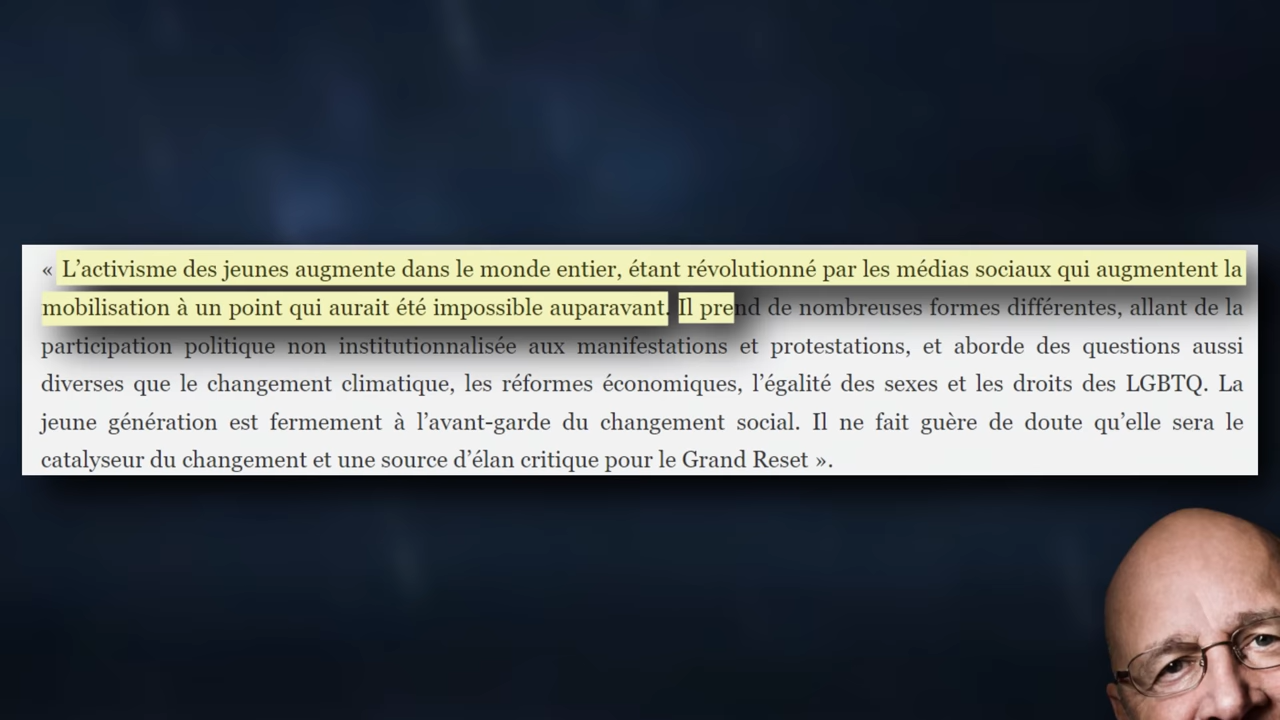 « L’activisme des jeunes augmente dans le monde entier, étant révolutionné par les médias sociaux qui augmentent la
mobilisation à un point qui aurait été impossible auparavant. Il prend de nombreuses formes différentes, allant de la
participation politique non institutionnalisée aux manifestations et protestations, et aborde des questions aussi
diverses que le changement climatique, les réformes économiques, l’égalité des sexes et les droits des LGBTQ. La
jeune génération est fermement à l’avant-garde du changement social. Il ne fait guère de doute qu’elle sera le
catalyseur du changement et une source d’élan critique pour le Grand Reset ».